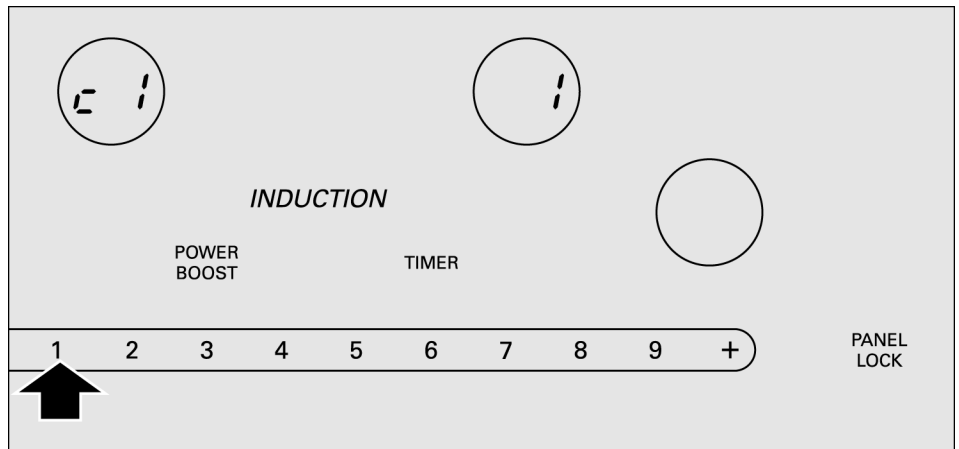 c 1
1
INDUCTION
POWER
BOOST
TIMER
1 2 3 4 5 6 7 8 9 +
PANEL
LOCK